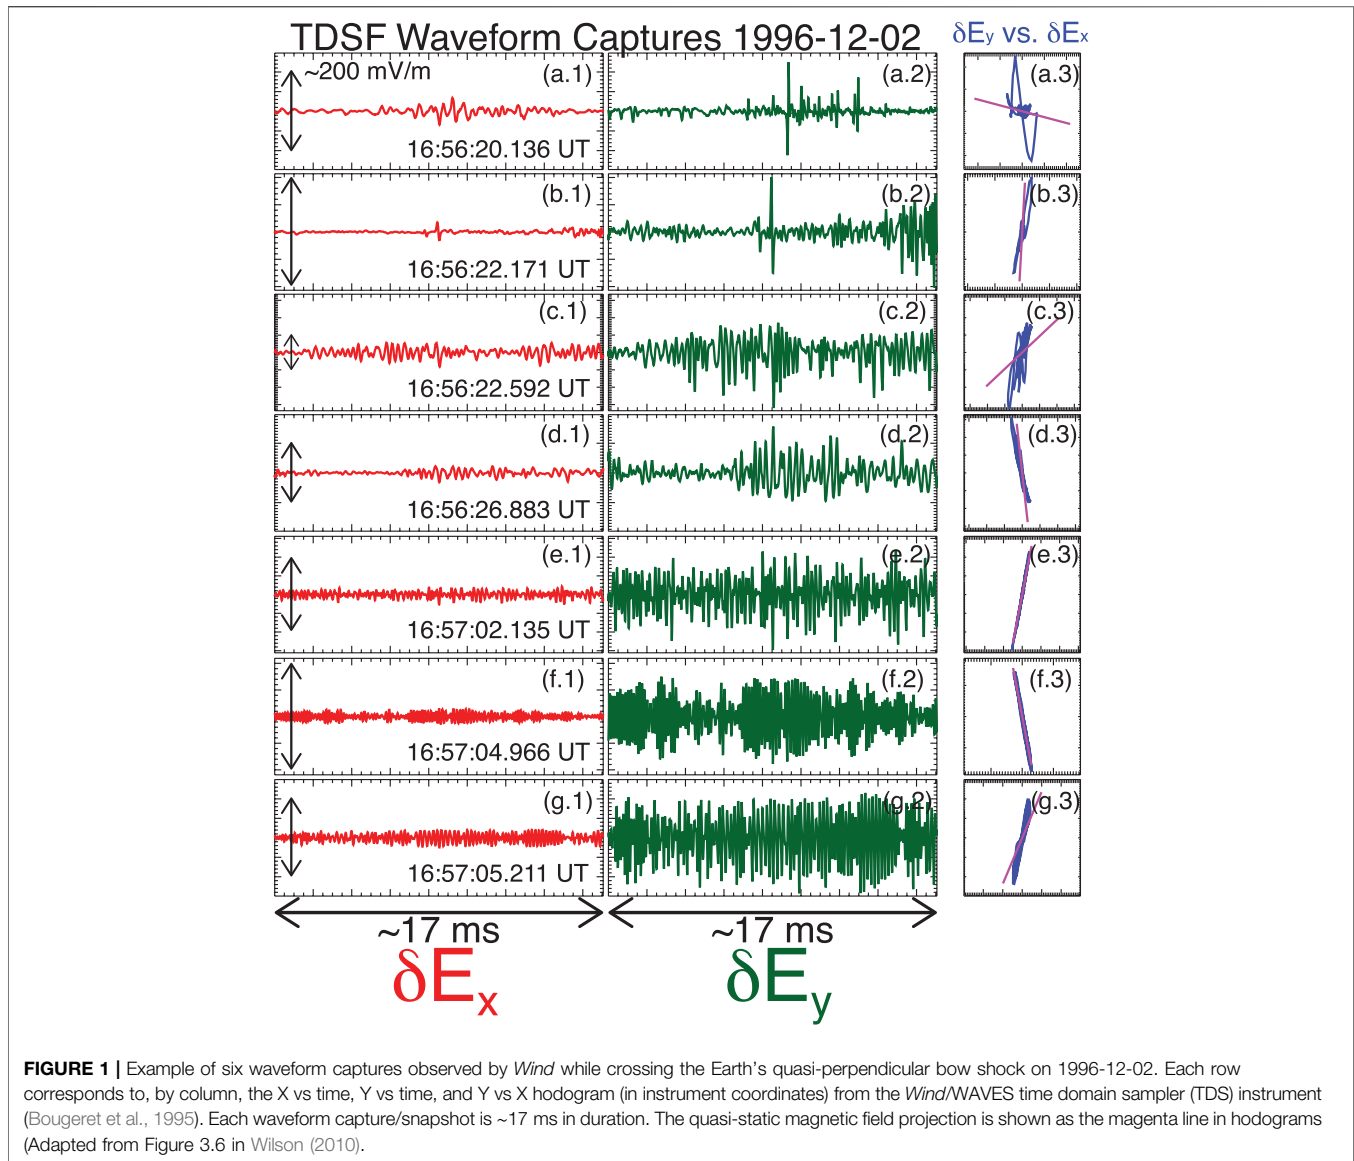 TDSF Waveform Captures 1996-12-02
δEy vs. δEx
~200 mV/m
(a.1)
16:56:20.136 UT
(a.2)
(a.3)
(b.1)
16:56:22.171 UT
(b.2)
(b.3)
(c.1)
16:56:22.592 UT
(c.2)
(c.3)
(d.1)
16:56:26.883 UT
(d.2)
(d.3)
(e.1)
16:57:02.135 UT
(e.2)
(e.3)
(f.1)
16:57:04.966 UT
(f.2)
(f.3)
(g.1)
16:57:05.211 UT
(g.2)
(g.3)
~17 ms
~17 ms
δEx
δEy
FIGURE 1 | Example of six waveform captures observed by Wind while crossing the Earth's quasi-perpendicular bow shock on 1996-12-02. Each row
corresponds to, by column, the X vs time, Y vs time, and Y vs X hodogram (in instrument coordinates) from the Wind/WAVES time domain sampler (TDS) instrument
(Bougeret et al., 1995). Each waveform capture/snapshot is ~17 ms in duration. The quasi-static magnetic field projection is shown as the magenta line in hodograms
(Adapted from Figure 3.6 in Wilson (2010).